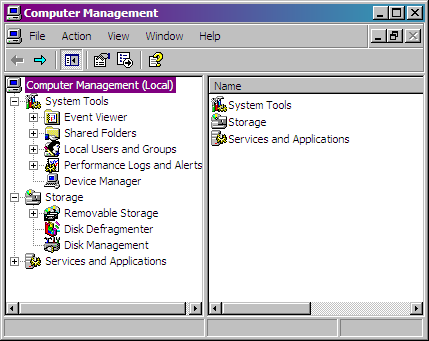 Computer Management
File Action View Window Help
Computer Management (Local)
System Tools
Event Viewer
Shared Folders
Local Users and Groups
Performance Logs and Alerts
Device Manager
Storage
Removable Storage
Disk Defragmenter
Disk Management
Services and Applications
Name
System Tools
Storage
Services and Applications